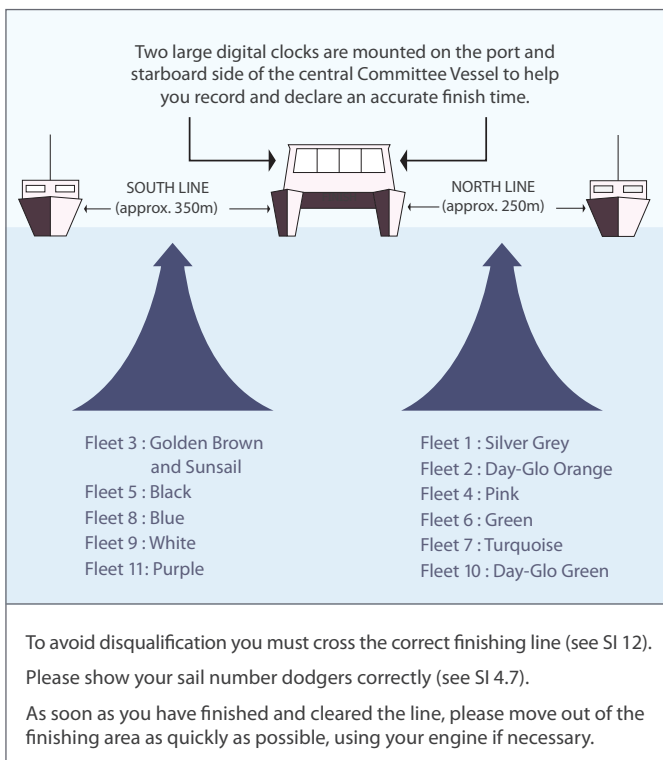 Two large digital clocks are mounted on the port and
starboard side of the central Committee Vessel to help
you record and declare an accurate finish time.
SOUTH LINE
(approx. 350m)
NORTH LINE
(approx. 250m)
Fleet 3 : Golden Brown
and Sunsail
Fleet 5 : Black
Fleet 8 : Blue
Fleet 9 : White
Fleet 11: Purple
Fleet 1 : Silver Grey
Fleet 2 : Day-Glo Orange
Fleet 4 : Pink
Fleet 6 : Green
Fleet 7 : Turquoise
Fleet 10 : Day-Glo Green
To avoid disqualification you must cross the correct finishing line (see SI 12).
Please show your sail number dodgers correctly (see SI 4.7).
As soon as you have finished and cleared the line, please move out of the
finishing area as quickly as possible, using your engine if necessary.